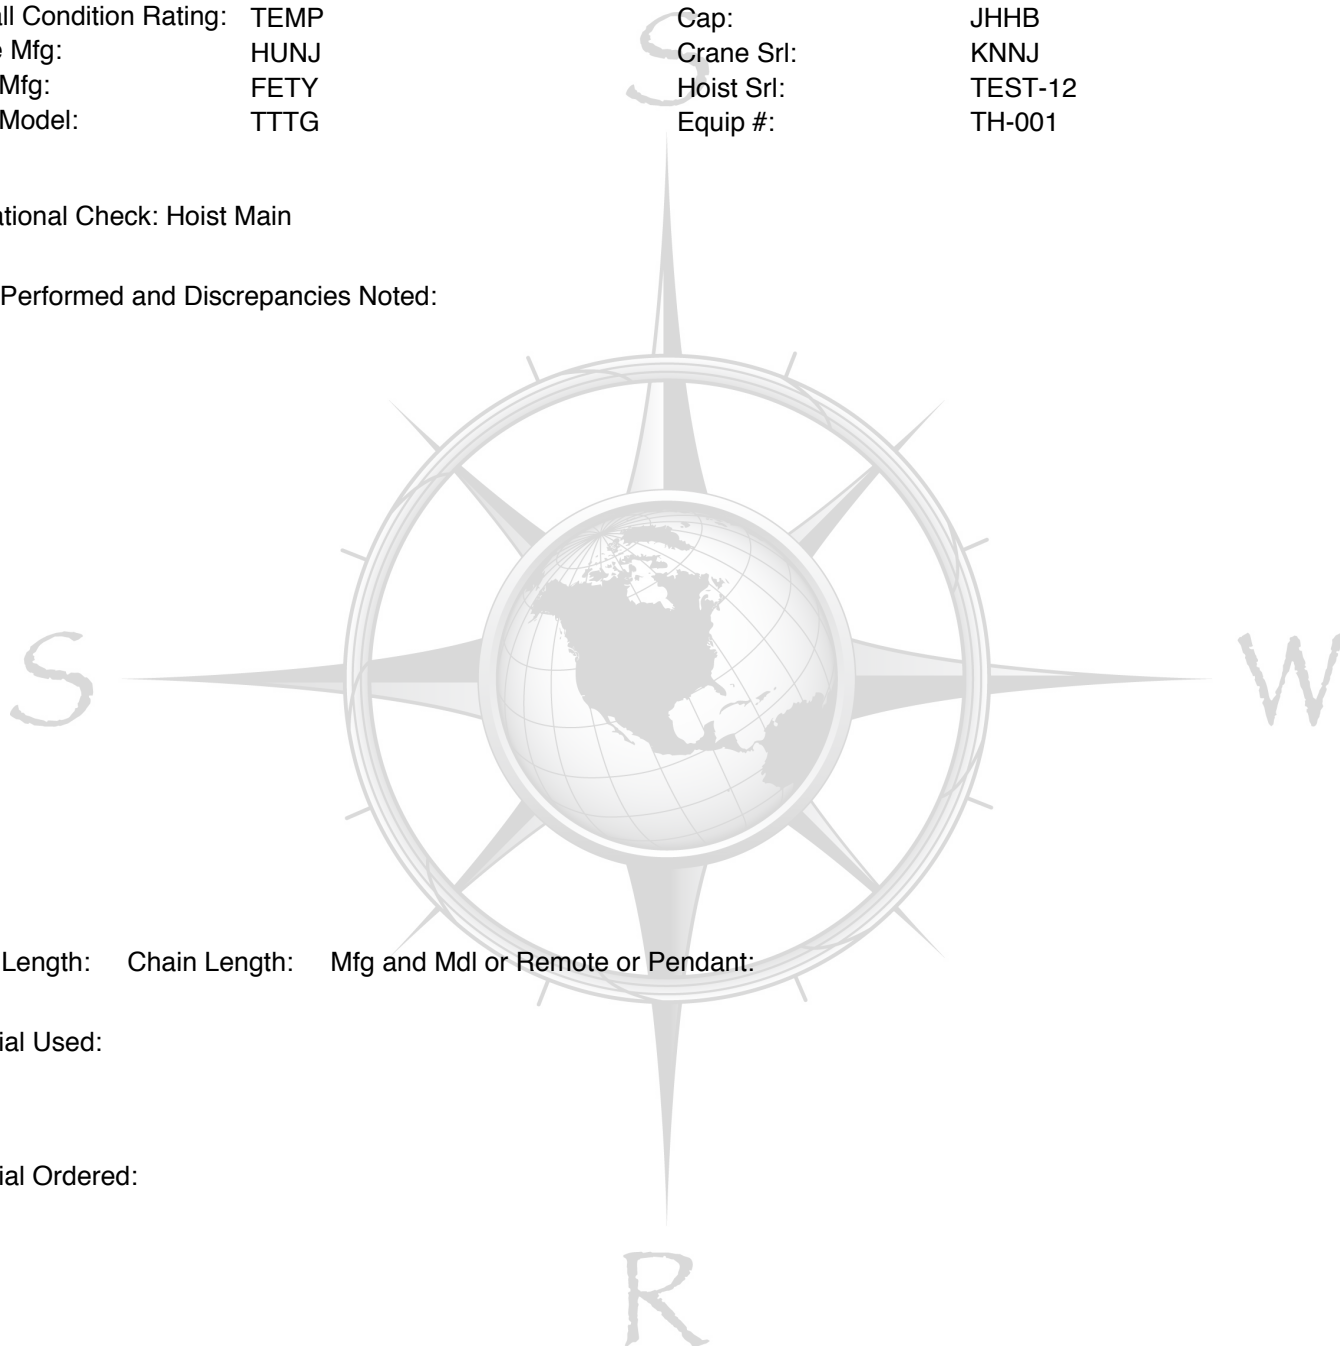 all Condition Rating: TEMP Cap: JHHB
e Mfg: HUNJ Crane Srl: KNNJ
Mfg: FETY Hoist Srl: TEST-12
Model: TTTG Equip #: TH-001
ational Check: Hoist Main
Performed and Discrepancies Noted:
Length: Chain Length: Mfg and Mdl or Remote or Pendant:
ial Used:
ial Ordered:
S
S
W
R